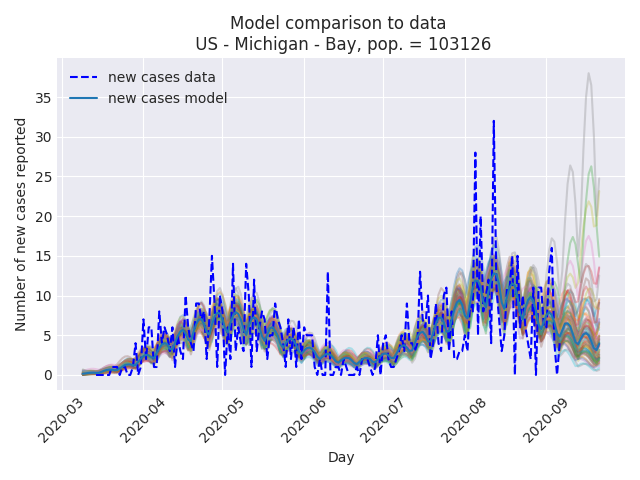 Model comparison to data
US - Michigan - Bay, pop. = 103126
new cases data
new cases model
Number of new cases reported
35
30
25
20
15
10
5
0
2020-03
2020-04
2020-05
2020-06
2020-07
2020-08
2020-09
Day